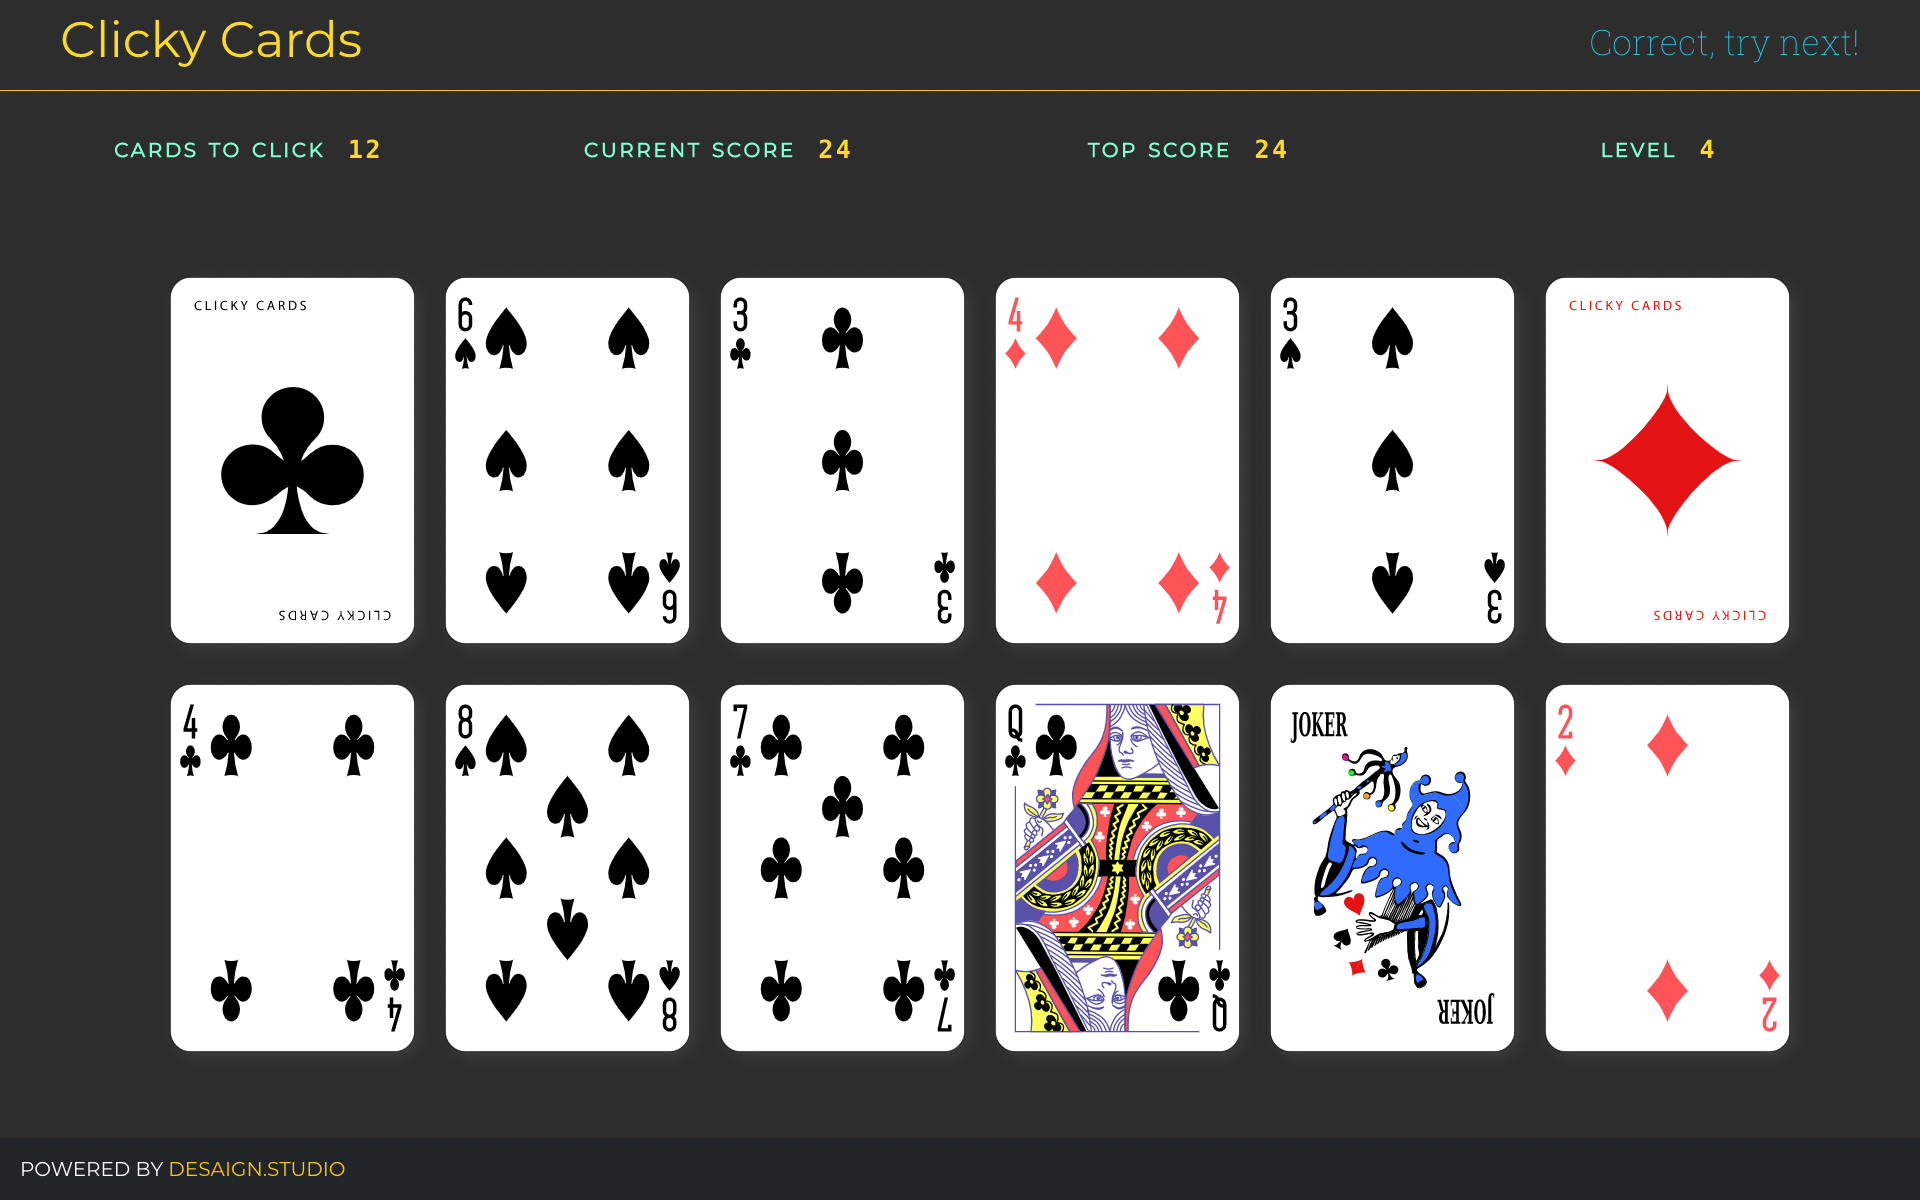 Clicky Cards
Correct, try next!
CARDS TO CLICK 12
CURRENT SCORE 24
TOP SCORE 24
LEVEL 4
CLICKY CARDS
CLICKY CARDS
6
6
3
3
4
4
3
3
CLICKY CARDS
CLICKY CARDS
4
4
8
8
7
7
Q
Q
JOKER
JOKER
2
2
POWERED BY DESAIGN.STUDIO